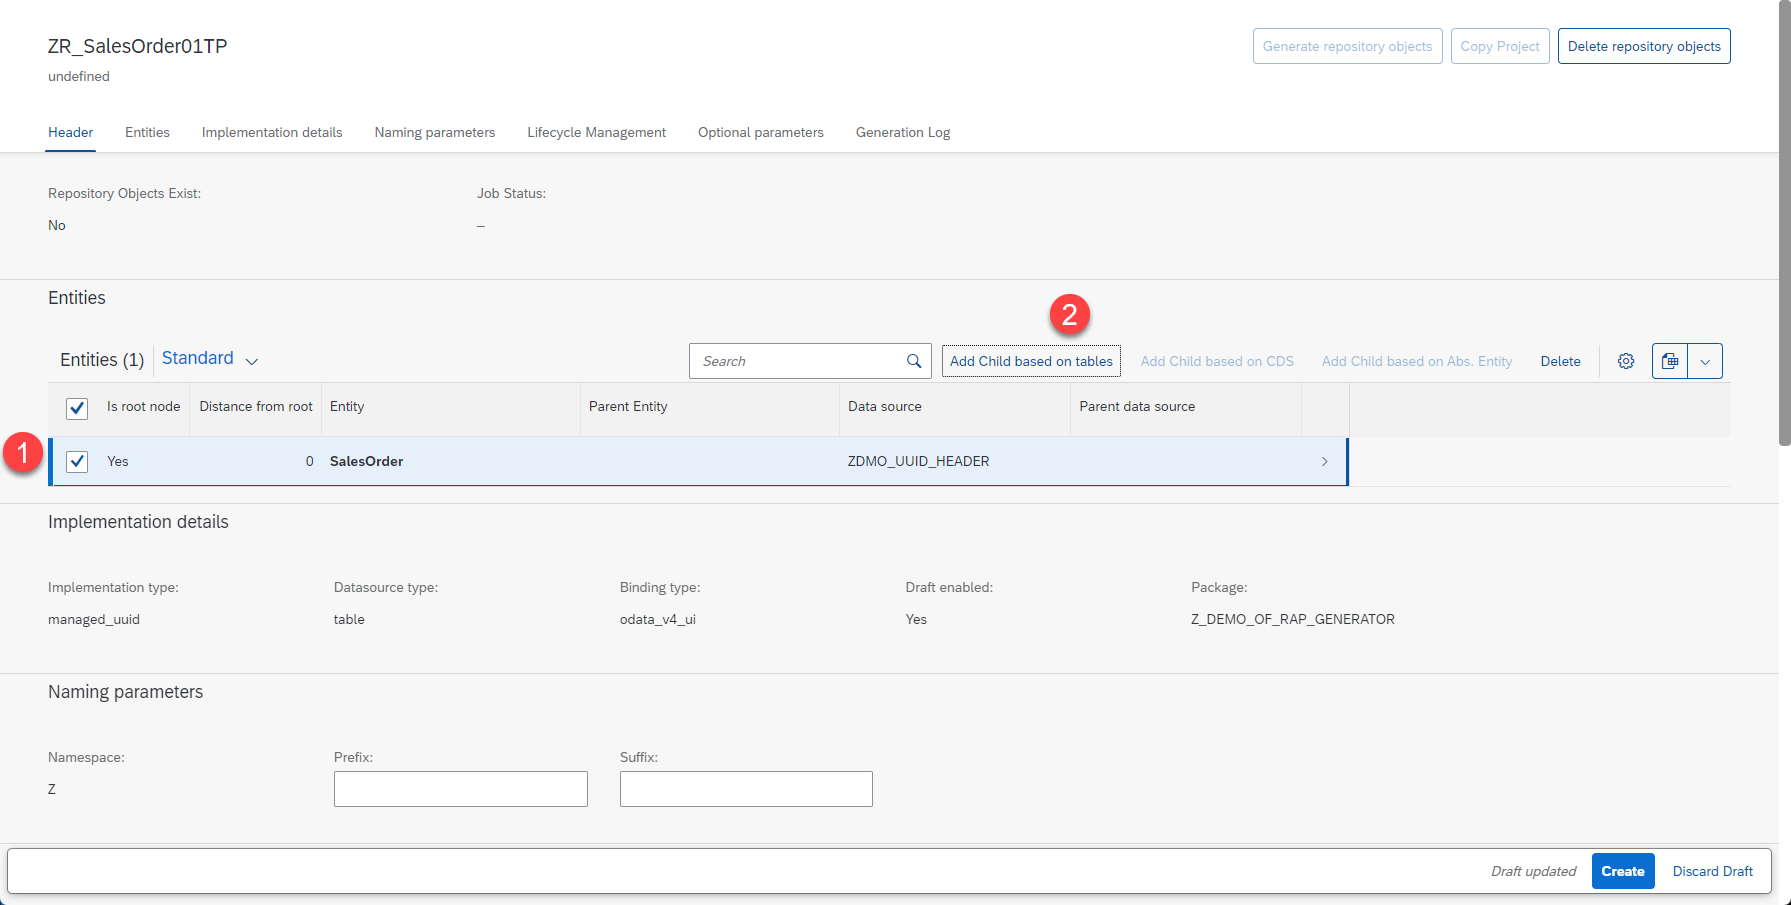 ZR_SalesOrder01TP
Generate repository objects Copy Project Delete repository objects
undefined
Header Entities Implementation details Naming parameters Lifecycle Management Optional parameters Generation Log
Repository Objects Exist: Job Status:
No –
Entities
2
Entities (1) Standard Search Add Child based on tables Add Child based on CDS Add Child based on Abs. Entity Delete
Is root node Distance from root Entity Parent Entity Data source Parent data source
1 Yes 0 SalesOrder ZDMO_UUID_HEADER
Implementation details
Implementation type: Datasource type: Binding type: Draft enabled: Package:
managed_uuid table odata_v4_ui Yes Z_DEMO_OF_RAP_GENERATOR
Naming parameters
Namespace: Prefix: Suffix:
Z
Draft updated Create Discard Draft